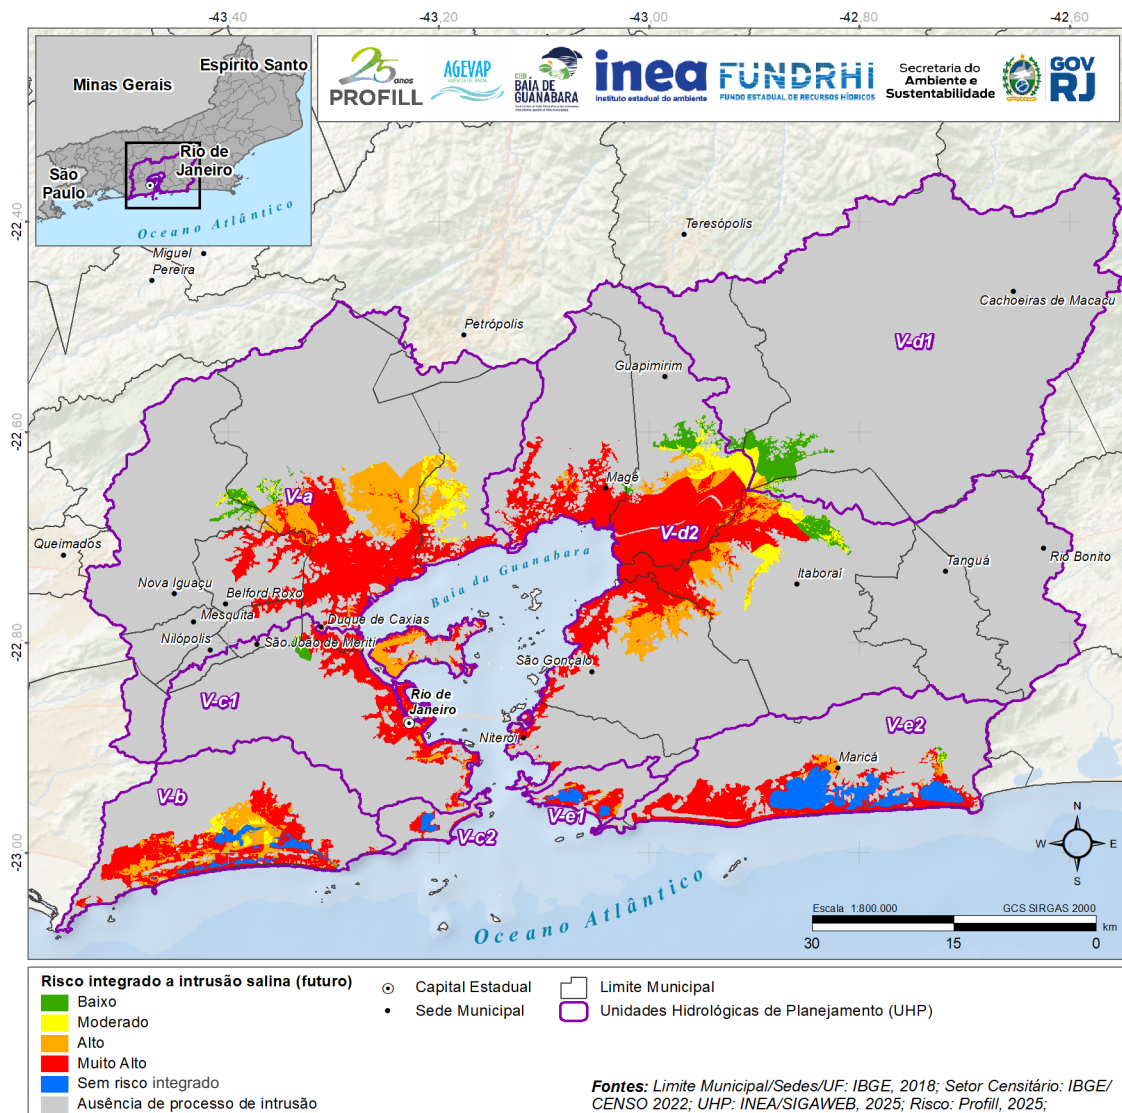 -43,40
-43,20
-43,00
-42,80
-42,60
Espírito Santo
Minas Gerais
Rio de
Janeiro
São
Paulo
Oceano Atlântico
25 anos
PROFILL
AGEVAP
CBH
BAÍA DE
GUANABARA
inea
instituto estadual do ambiente
FUNDRHI
FUNDO ESTADUAL DE RECURSOS HÍDRICOS
Secretaria do
Ambiente e
Sustentabilidade
GOV
RJ
-22,40
-22,60
-22,80
-23,00
Miguel
Pereira
Teresópolis
Petrópolis
Cachoeiras de Macacu
V-d1
Guapimirim
Magé
V-a
V-d2
Queimados
Baia da Guanabara
Itaboraí
Tanguá
Rio Bonito
Nova Iguaçu
Belford Roxo
Mesquita
Duque de Caxias
Nilópolis
São João de Meriti
São Gonçalo
V-c1
Rio de
Janeiro
Niterói
V-e2
Maricá
V-b
V-e1
V-c2
Oceano Atlântico
N
W
E
S
Escala 1:800.000
GCS SIRGAS 2000
km
30
15
0
Risco integrado a intrusão salina (futuro)
Baixo
Moderado
Alto
Muito Alto
Sem risco integrado
Ausência de processo de intrusão
Capital Estadual
Sede Municipal
Limite Municipal
Unidades Hidrológicas de Planejamento (UHP)
Fontes: Limite Municipal/Sedes/UF: IBGE, 2018; Setor Censitário: IBGE/
CENSO 2022; UHP: INEA/SIGAWEB, 2025; Risco: Profill, 2025;